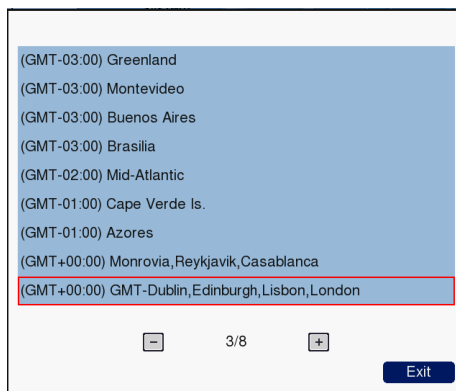 (GMT-03:00) Greenland
(GMT-03:00) Montevideo
(GMT-03:00) Buenos Aires
(GMT-03:00) Brasilia
(GMT-02:00) Mid-Atlantic
(GMT-01:00) Cape Verde Is.
(GMT-01:00) Azores
(GMT+00:00) Monrovia,Reykjavik,Casablanca
(GMT+00:00) GMT-Dublin,Edinburgh,Lisbon,London
- 3/8 +
Exit